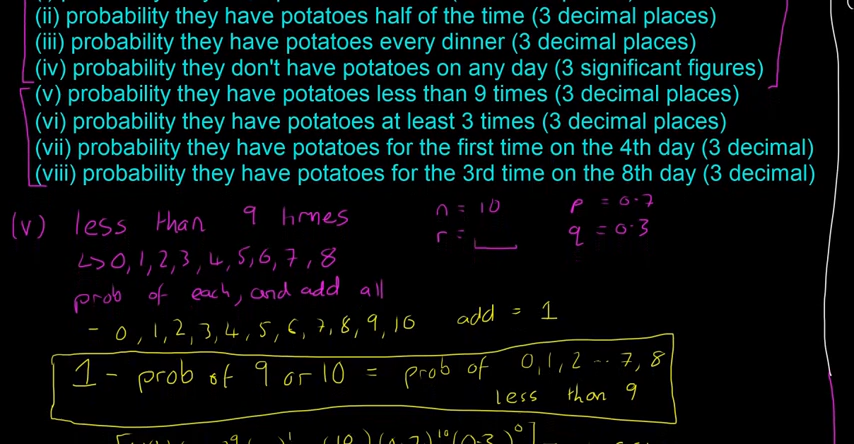 (ii) probability they have potatoes half of the time (3 decimal places)
(iii) probability they have potatoes every dinner (3 decimal places)
(iv) probability they don't have potatoes on any day (3 significant figures)
(v) probability they have potatoes less than 9 times (3 decimal places)
(vi) probability they have potatoes at least 3 times (3 decimal places)
(vii) probability they have potatoes for the first time on the 4th day (3 decimal)
(viii) probability they have potatoes for the 3rd time on the 8th day (3 decimal)
(v) less than 9 times n = 10 p = 0.7
r = ___ q = 0.3
↳ 0, 1, 2, 3, 4, 5, 6, 7, 8
prob of each, and add all
- 0, 1, 2, 3, 4, 5, 6, 7, 8, 9, 10 add = 1
1 - prob of 9 or 10 = prob of 0, 1, 2 ... 7, 8
less than 9